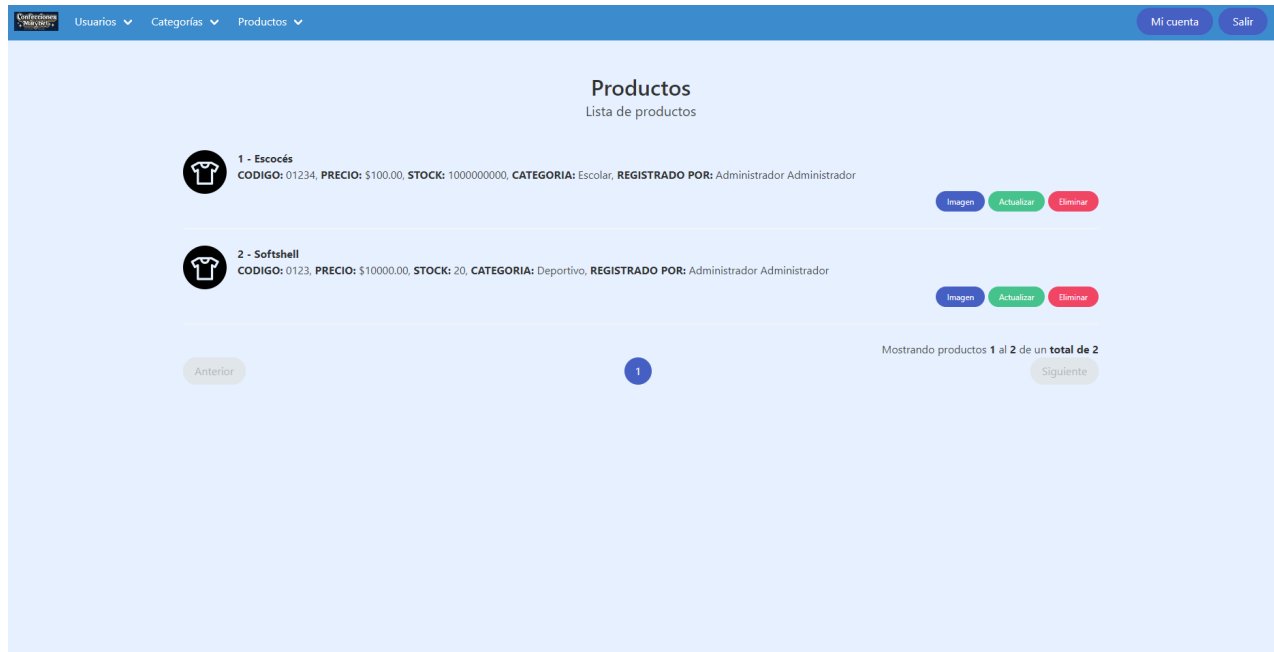 Confecciones
Usuarios
Categorías
Productos
Mi cuenta
Salir
Productos
Lista de productos
1 - Escocés
CODIGO: 01234, PRECIO: $100.00, STOCK: 1000000000, CATEGORIA: Escolar, REGISTRADO POR: Administrador Administrador
Imagen
Actualizar
Eliminar
2 - Softshell
CODIGO: 0123, PRECIO: $10000.00, STOCK: 20, CATEGORIA: Deportivo, REGISTRADO POR: Administrador Administrador
Imagen
Actualizar
Eliminar
Mostrando productos 1 al 2 de un total de 2
Anterior
1
Siguiente